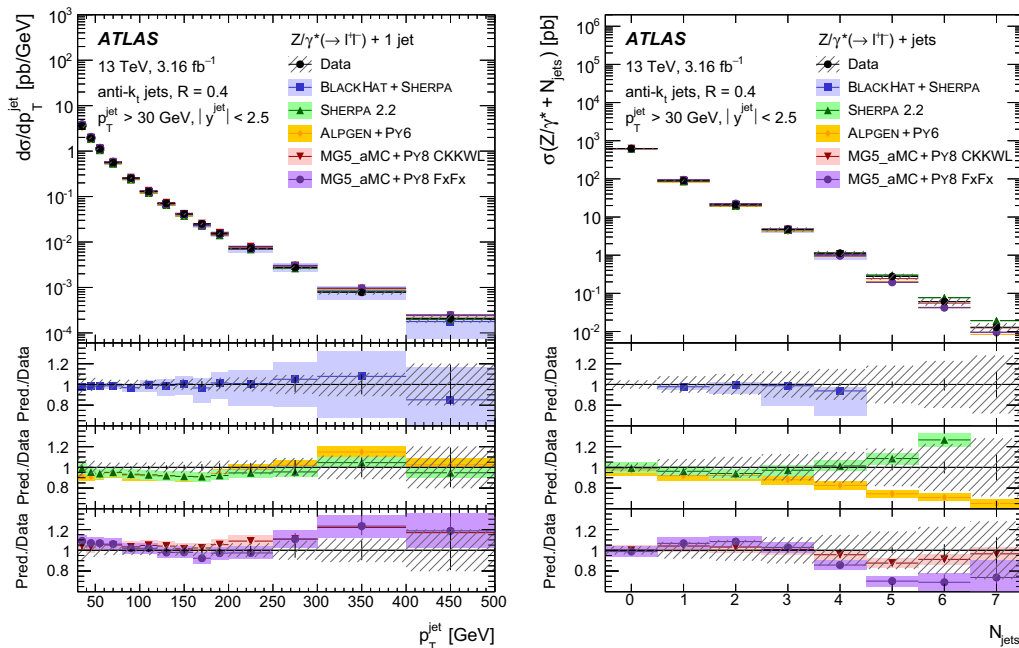 ATLAS
Z/γ*(→ l⁺l⁻) + 1 jet
13 TeV, 3.16 fb⁻¹
anti-kₜ jets, R = 0.4
p_T^jet > 30 GeV, |y^jet| < 2.5
Data
BLACKHAT + SHERPA
SHERPA 2.2
ALPGEN + PY6
MG5_aMC + PY8 CKKWL
MG5_aMC + PY8 FxFx
dσ/dp_T^jet [pb/GeV]
10³
10²
10
1
10⁻¹
10⁻²
10⁻³
10⁻⁴
Pred./Data
1.2
1
0.8
Pred./Data
1.2
1
0.8
Pred./Data
1.2
1
0.8
50 100 150 200 250 300 350 400 450 500
p_T^jet [GeV]
ATLAS
Z/γ*(→ l⁺l⁻) + jets
13 TeV, 3.16 fb⁻¹
anti-kₜ jets, R = 0.4
p_T^jet > 30 GeV, |y^jet| < 2.5
Data
BLACKHAT + SHERPA
SHERPA 2.2
ALPGEN + PY6
MG5_aMC + PY8 CKKWL
MG5_aMC + PY8 FxFx
σ(Z/γ* + N_jets) [pb]
10⁶
10⁵
10⁴
10³
10²
10
1
10⁻¹
10⁻²
Pred./Data
1.2
1
0.8
Pred./Data
1.2
1
0.8
Pred./Data
1.2
1
0.8
0 1 2 3 4 5 6 7
N_jets